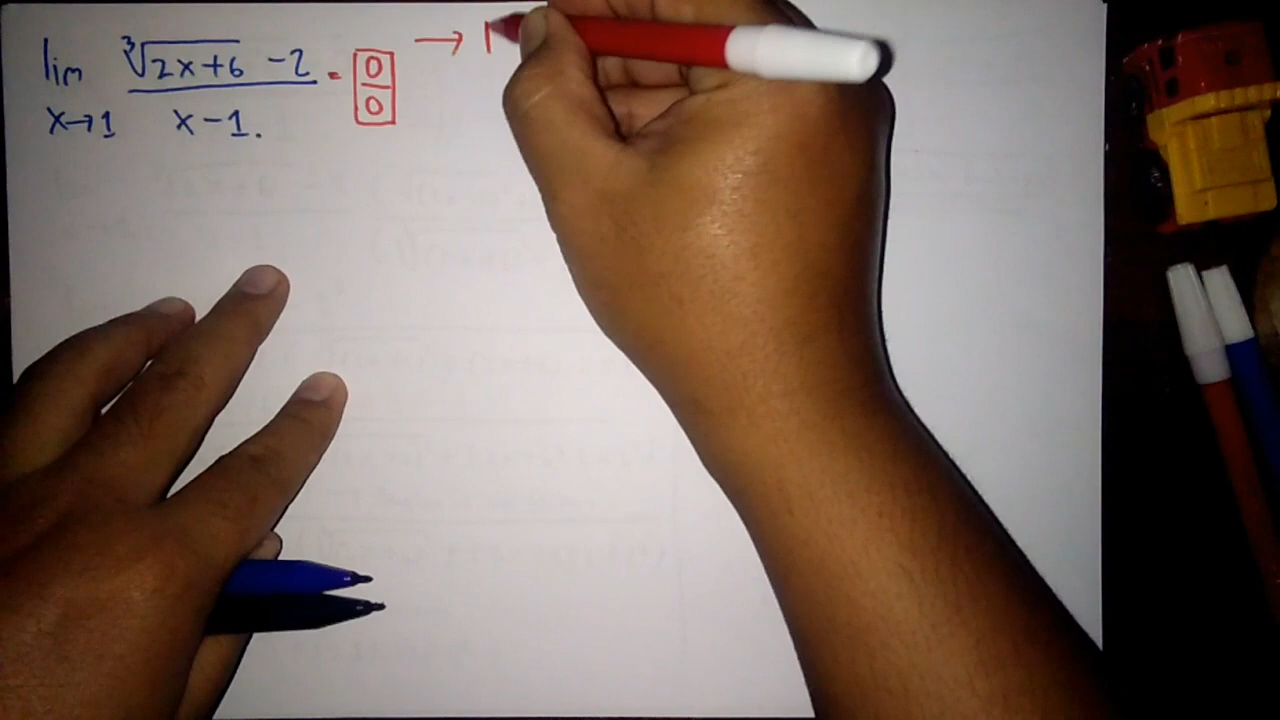 lim ∛2x+6 - 2 = 0/0 →
x→1 x-1.